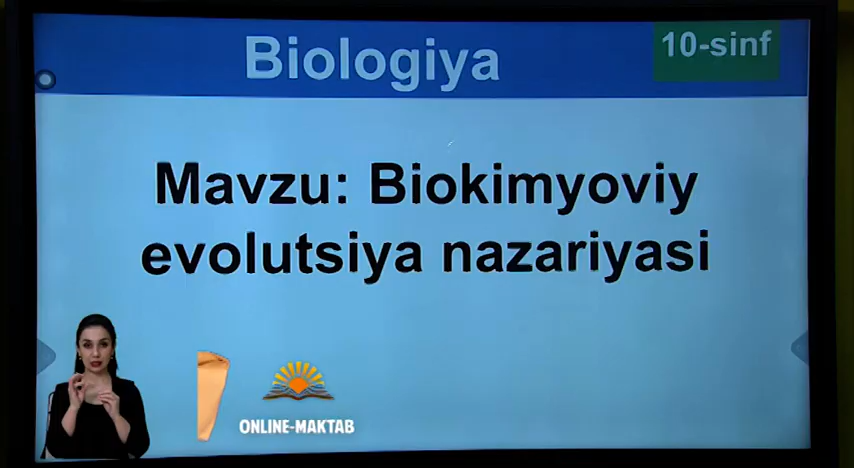 Biologiya
10-sinf
Mavzu: Biokimyoviy
evolutsiya nazariyasi
ONLINE-MAKTAB